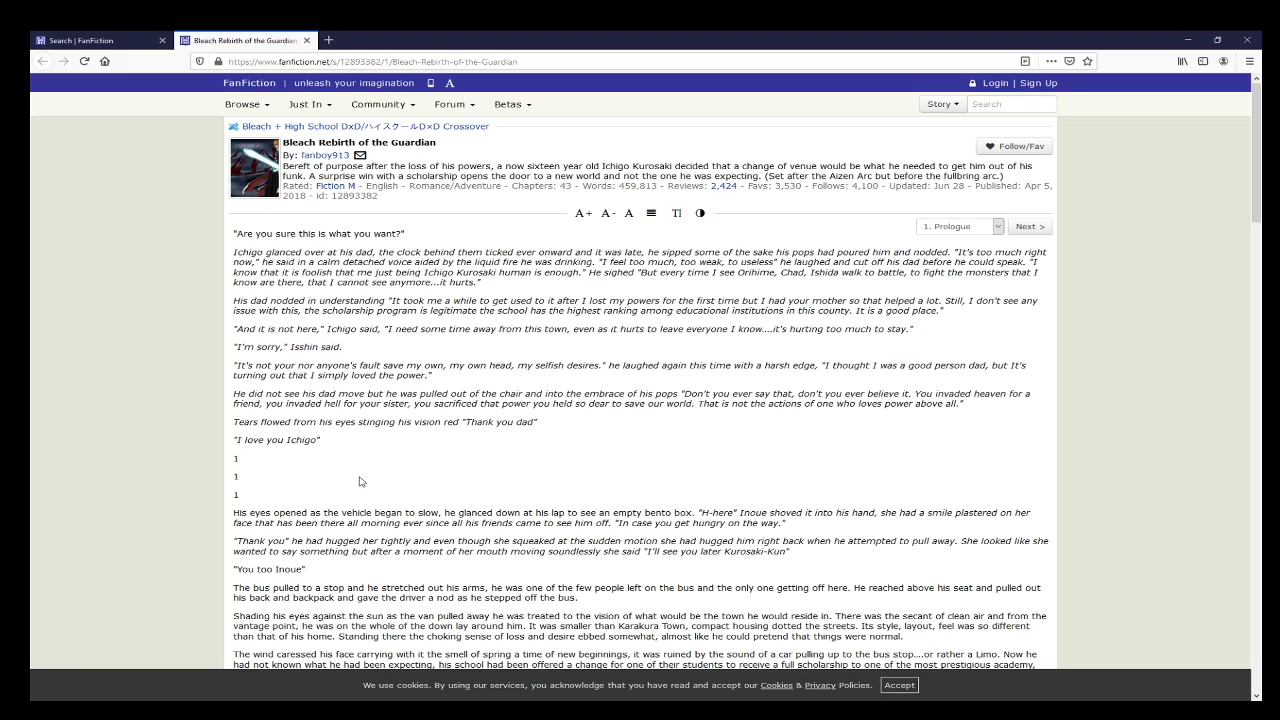 Search | FanFiction
Bleach Rebirth of the Guardian
https://www.fanfiction.net/s/12893382/1/Bleach-Rebirth-of-the-Guardian
FanFiction | unleash your imagination A Login | Sign Up
Browse Just In Community Forum Betas Story Search
Bleach + High School DxD/ハイスクールD×D Crossover
Bleach Rebirth of the Guardian
Follow/Fav
By: fanboy913
Bereft of purpose after the loss of his powers, a now sixteen year old Ichigo Kurosaki decided that a change of venue would be what he needed to get him out of his
funk. A surprise win with a scholarship opens the door to a new world and not the one he was expecting. (Set after the Aizen Arc but before the fullbring arc.)
Rated: Fiction M - English - Romance/Adventure - Chapters: 43 - Words: 459,813 - Reviews: 2,424 - Favs: 3,530 - Follows: 4,100 - Updated: Jun 28 - Published: Apr 5,
2018 - id: 12893382
A+ A- A TI
1. Prologue Next >
"Are you sure this is what you want?"
Ichigo glanced over at his dad, the clock behind them ticked ever onward and it was late, he sipped some of the sake his pops had poured him and nodded. "It's too much right
now," he said in a calm detached voice aided by the liquid fire he was drinking. "I feel too much, too weak, to useless" he laughed and cut off his dad before he could speak. "I
know that it is foolish that me just being Ichigo Kurosaki human is enough." He sighed "But every time I see Orihime, Chad, Ishida walk to battle, to fight the monsters that I
know are there, that I cannot see anymore...it hurts."
His dad nodded in understanding "It took me a while to get used to it after I lost my powers for the first time but I had your mother so that helped a lot. Still, I don't see any
issue with this, the scholarship program is legitimate the school has the highest ranking among educational institutions in this county. It is a good place."
"And it is not here," Ichigo said, "I need some time away from this town, even as it hurts to leave everyone I know....it's hurting too much to stay."
"I'm sorry," Isshin said.
"It's not your nor anyone's fault save my own, my own head, my selfish desires." he laughed again this time with a harsh edge, "I thought I was a good person dad, but It's
turning out that I simply loved the power."
He did not see his dad move but he was pulled out of the chair and into the embrace of his pops "Don't you ever say that, don't you ever believe it. You invaded heaven for a
friend, you invaded hell for your sister, you sacrificed that power you held so dear to save our world. That is not the actions of one who loves power above all."
Tears flowed from his eyes stinging his vision red "Thank you dad"
"I love you Ichigo"
1
1
1
His eyes opened as the vehicle began to slow, he glanced down at his lap to see an empty bento box. "H-here" Inoue shoved it into his hand, she had a smile plastered on her
face that has been there all morning ever since all his friends came to see him off. "In case you get hungry on the way."
"Thank you" he had hugged her tightly and even though she squeaked at the sudden motion she had hugged him right back when he attempted to pull away. She looked like she
wanted to say something but after a moment of her mouth moving soundlessly she said "I'll see you later Kurosaki-Kun"
"You too Inoue"
The bus pulled to a stop and he stretched out his arms, he was one of the few people left on the bus and the only one getting off here. He reached above his seat and pulled out
his back and backpack and gave the driver a nod as he stepped off the bus.
Shading his eyes against the sun as the van pulled away he was treated to the vision of what would be the town he would reside in. There was the secant of clean air and from the
vantage point, he was on the whole of the down lay around him. It was smaller than Karakura Town, compact housing dotted the streets. Its style, layout, feel was so different
than that of his home. Standing there the choking sense of loss and desire ebbed somewhat, almost like he could pretend that things were normal.
The wind caressed his face carrying with it the smell of spring a time of new beginnings, it was ruined by the sound of a car pulling up to the bus stop....or rather a Limo. Now he
had not known what he had been expecting, his school had been offered a change for one of their students to receive a full scholarship to one of the most prestigious academy,
We use cookies. By using our services, you acknowledge that you have read and accept our Cookies & Privacy Policies. Accept